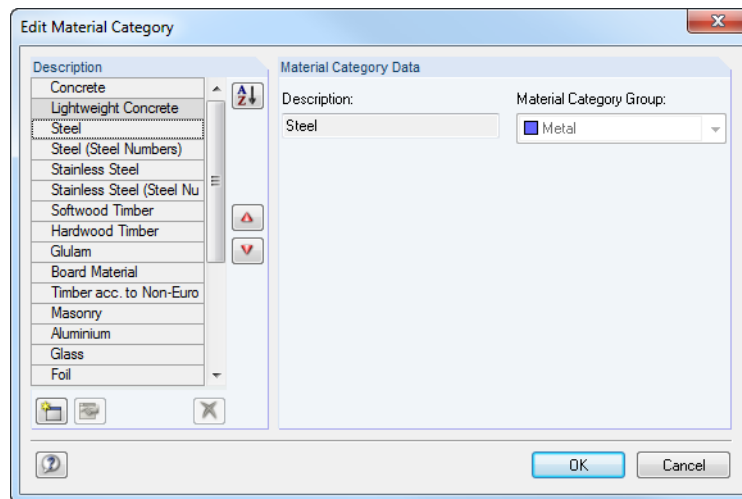 Edit Material Category
Description
Concrete
Lightweight Concrete
Steel
Steel (Steel Numbers)
Stainless Steel
Stainless Steel (Steel Nu
Softwood Timber
Hardwood Timber
Glulam
Board Material
Timber acc. to Non-Euro
Masonry
Aluminium
Glass
Foil
A
Z
Material Category Data
Description:
Material Category Group:
Steel
Metal
OK
Cancel